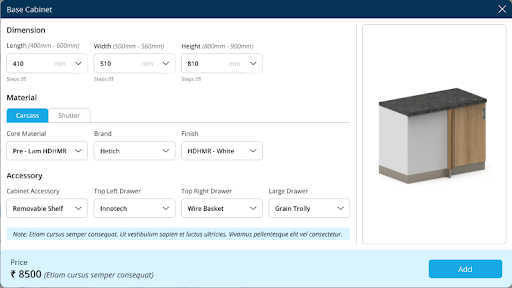 Base Cabinet
Dimension
Length (400mm - 600mm) Width (500mm - 560mm) Height (800mm - 900mm)
410 mm 510 mm 810 mm
Steps 05 Steps 05 Steps 05
Material
Carcass Shutter
Core Material Brand Finish
Pre - Lam HDHMR Hetich HDHMR - White
Accessory
Cabinet Accessory Top Left Drawer Top Right Drawer Large Drawer
Removable Shelf Innotech Wire Basket Grain Trolly
Note: Etiam cursus semper consequat. Ut vestibulum sapien et luctus ultricies. Vivamus pellentesque elit vel consectetur.
Price
₹ 8500 (Etiam cursus semper consequat)
Add